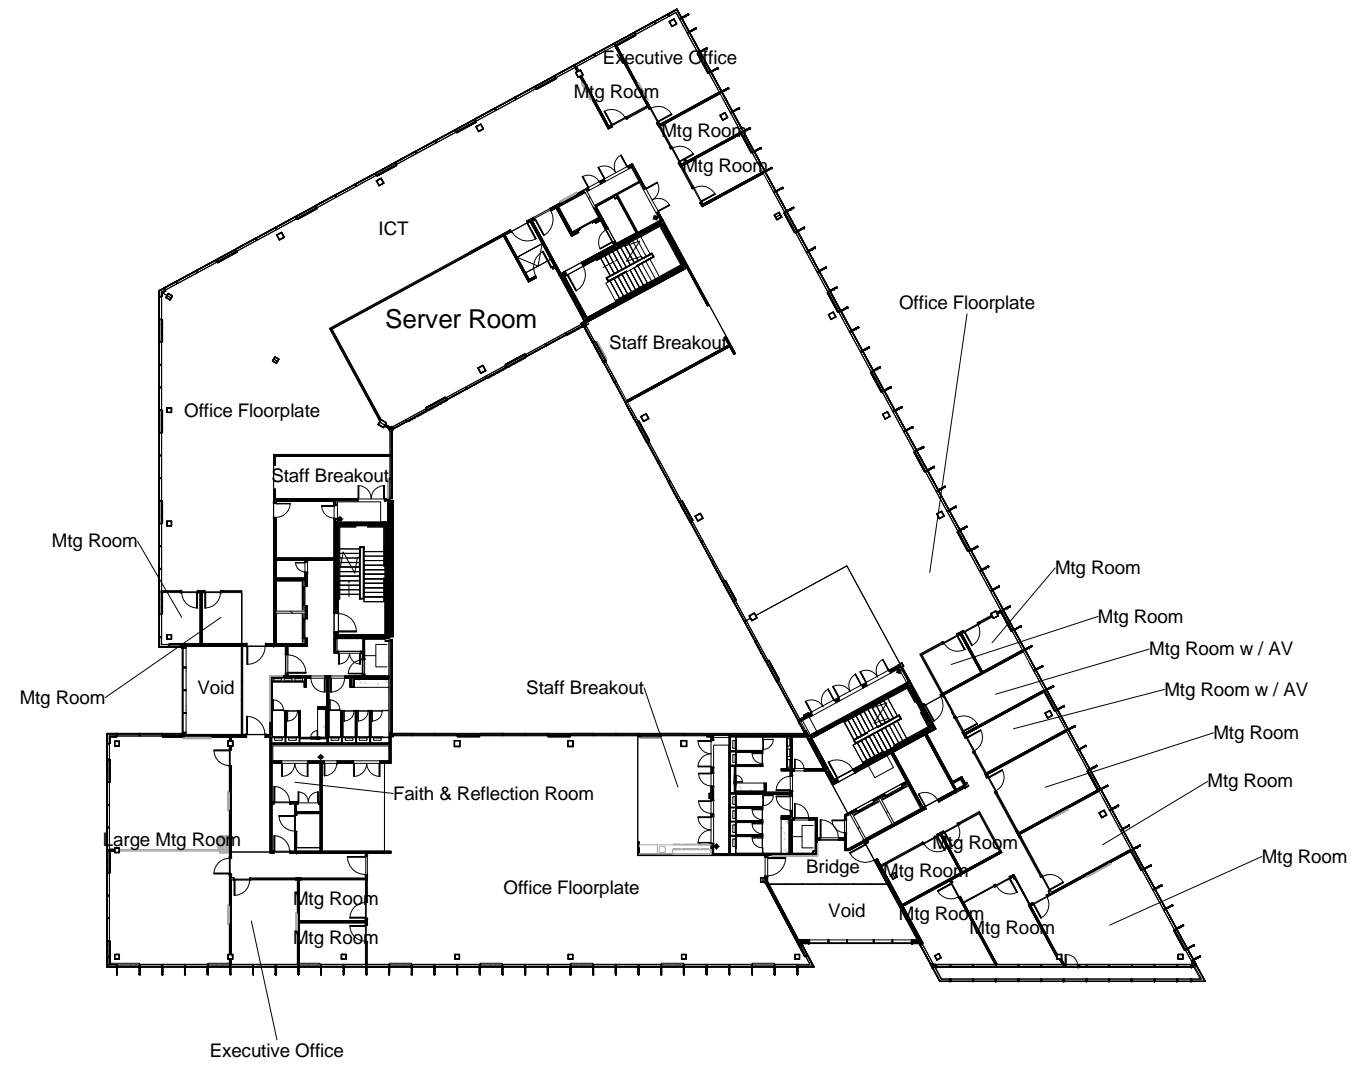 Executive Office
Mtg Room
Mtg Room
Mtg Room
ICT
Office Floorplate
Server Room
Staff Breakout
Office Floorplate
Staff Breakout
Mtg Room
Mtg Room
Mtg Room
Mtg Room w / AV
Void
Staff Breakout
Mtg Room w / AV
Mtg Room
Mtg Room
Mtg Room
Faith & Reflection Room
Large Mtg Room
Mtg Room
Mtg Room
Bridge
Mtg Room
Office Floorplate
Mtg Room
Void
Mtg Room
Mtg Room
Mtg Room
Executive Office